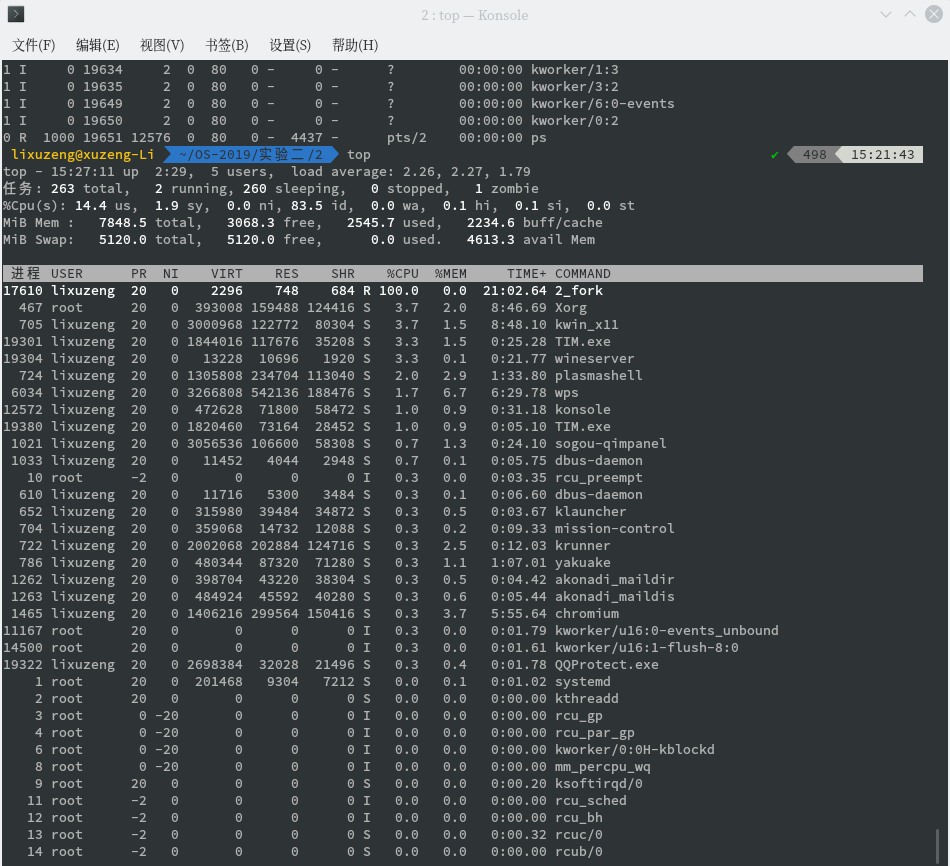 2 : top — Konsole
文件(F) 编辑(E) 视图(V) 书签(B) 设置(S) 帮助(H)
1 I     0 19634     2  0  80   0 -     0 -      ?        00:00:00 kworker/1:3
1 I     0 19635     2  0  80   0 -     0 -      ?        00:00:00 kworker/3:2
1 I     0 19649     2  0  80   0 -     0 -      ?        00:00:00 kworker/6:0-events
1 I     0 19650     2  0  80   0 -     0 -      ?        00:00:00 kworker/0:2
0 R  1000 19651 12576  0  80   0 -  4437 -      pts/2    00:00:00 ps
lixuzeng@xuzeng-Li ~/OS-2019/实验二/2 top ✔ 498 15:21:43
top - 15:27:11 up  2:29,  5 users,  load average: 2.26, 2.27, 1.79
任务: 263 total,   2 running, 260 sleeping,   0 stopped,   1 zombie
%Cpu(s): 14.4 us,  1.9 sy,  0.0 ni, 83.5 id,  0.0 wa,  0.1 hi,  0.1 si,  0.0 st
MiB Mem :   7848.5 total,   3068.3 free,   2545.7 used,   2234.6 buff/cache
MiB Swap:   5120.0 total,   5120.0 free,      0.0 used.   4613.3 avail Mem
进程 USER      PR  NI    VIRT    RES    SHR    %CPU  %MEM     TIME+ COMMAND
17610 lixuzeng  20   0    2296    748    684 R 100.0   0.0  21:02.64 2_fork
467 root      20   0  393008 159488 124416 S   3.7   2.0   8:46.69 Xorg
705 lixuzeng  20   0 3000968 122772  80304 S   3.7   1.5   8:48.10 kwin_x11
19301 lixuzeng  20   0 1844016 117676  35208 S   3.3   1.5   0:25.28 TIM.exe
19304 lixuzeng  20   0   13228  10696   1920 S   3.3   0.1   0:21.77 wineserver
724 lixuzeng  20   0 1305808 234704 113040 S   2.0   2.9   1:33.80 plasmashell
6034 lixuzeng  20   0 3266808 542136 188476 S   1.7   6.7   6:29.78 wps
12572 lixuzeng  20   0  472628  71800  58472 S   1.0   0.9   0:31.18 konsole
19380 lixuzeng  20   0 1820460  73164  28452 S   1.0   0.9   0:05.10 TIM.exe
1021 lixuzeng  20   0 3056536 106600  58308 S   0.7   1.3   0:24.10 sogou-qimpanel
1033 lixuzeng  20   0   11452   4044   2948 S   0.7   0.1   0:05.75 dbus-daemon
10 root      -2   0       0      0      0 I   0.3   0.0   0:03.35 rcu_preempt
610 lixuzeng  20   0   11716   5300   3484 S   0.3   0.1   0:06.60 dbus-daemon
652 lixuzeng  20   0  315980  39484  34872 S   0.3   0.5   0:03.67 klauncher
704 lixuzeng  20   0  359068  14732  12088 S   0.3   0.2   0:09.33 mission-control
722 lixuzeng  20   0 2002068 202884 124716 S   0.3   2.5   0:12.03 krunner
786 lixuzeng  20   0  480344  87320  71280 S   0.3   1.1   1:07.01 yakuake
1262 lixuzeng  20   0  398704  43220  38304 S   0.3   0.5   0:04.42 akonadi_maildir
1263 lixuzeng  20   0  484924  45592  40280 S   0.3   0.6   0:05.44 akonadi_maildis
1465 lixuzeng  20   0 1406216 299564 150416 S   0.3   3.7   5:55.64 chromium
11167 root      20   0       0      0      0 I   0.3   0.0   0:01.79 kworker/u16:0-events_unbound
14500 root      20   0       0      0      0 I   0.3   0.0   0:01.61 kworker/u16:1-flush-8:0
19322 lixuzeng  20   0 2698384  32028  21496 S   0.3   0.4   0:01.78 QQProtect.exe
1 root      20   0  201468   9304   7212 S   0.0   0.1   0:01.02 systemd
2 root      20   0       0      0      0 S   0.0   0.0   0:00.00 kthreadd
3 root       0 -20       0      0      0 I   0.0   0.0   0:00.00 rcu_gp
4 root       0 -20       0      0      0 I   0.0   0.0   0:00.00 rcu_par_gp
6 root       0 -20       0      0      0 I   0.0   0.0   0:00.00 kworker/0:0H-kblockd
8 root       0 -20       0      0      0 I   0.0   0.0   0:00.00 mm_percpu_wq
9 root      20   0       0      0      0 S   0.0   0.0   0:00.20 ksoftirqd/0
11 root      -2   0       0      0      0 I   0.0   0.0   0:00.00 rcu_sched
12 root      -2   0       0      0      0 I   0.0   0.0   0:00.00 rcu_bh
13 root      -2   0       0      0      0 S   0.0   0.0   0:00.32 rcuc/0
14 root      -2   0       0      0      0 S   0.0   0.0   0:00.00 rcub/0